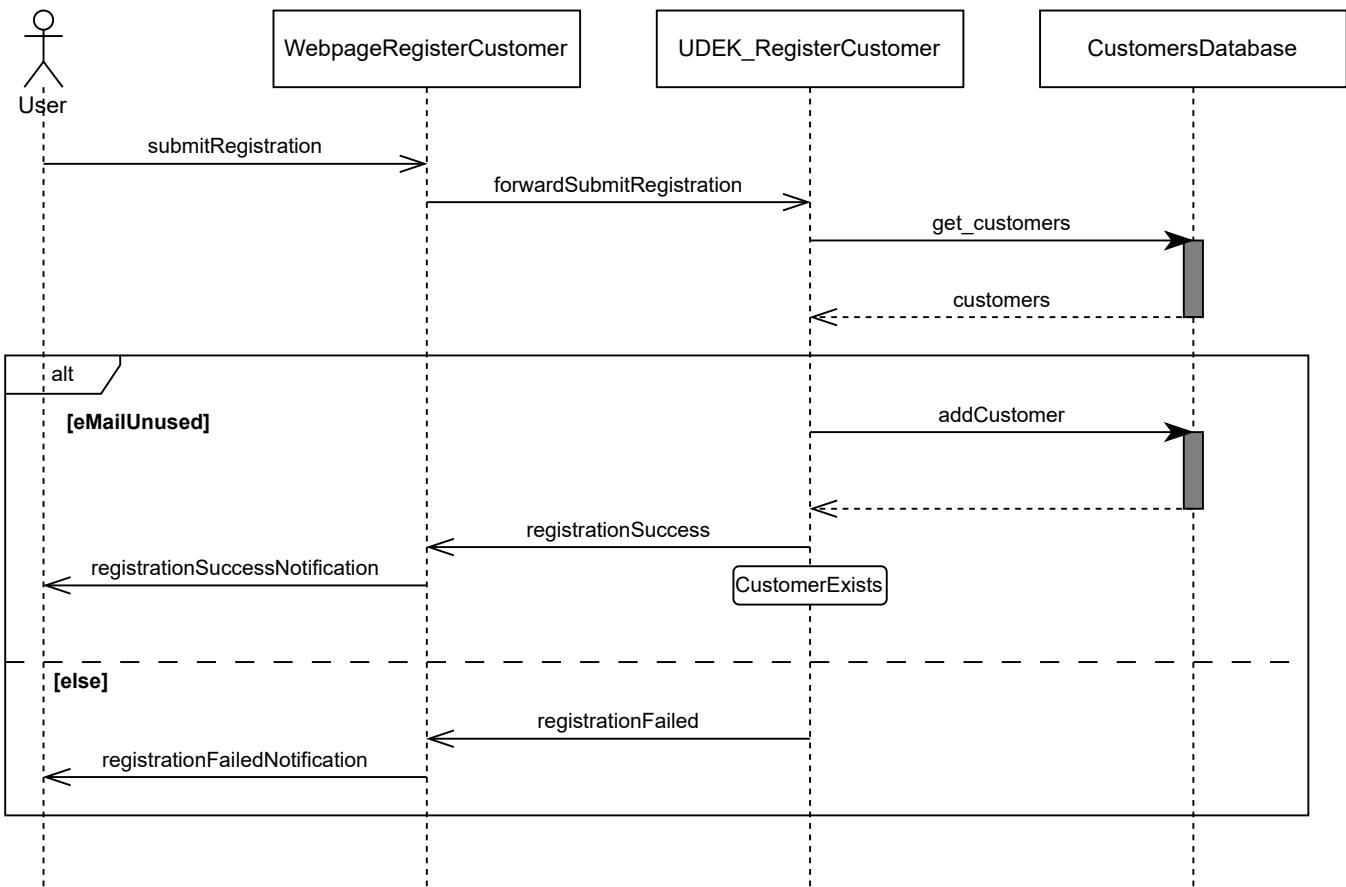 User
WebpageRegisterCustomer
UDEK_RegisterCustomer
CustomersDatabase
submitRegistration
forwardSubmitRegistration
get_customers
customers
alt
[eMailUnused]
addCustomer
registrationSuccess
registrationSuccessNotification
CustomerExists
[else]
registrationFailed
registrationFailedNotification